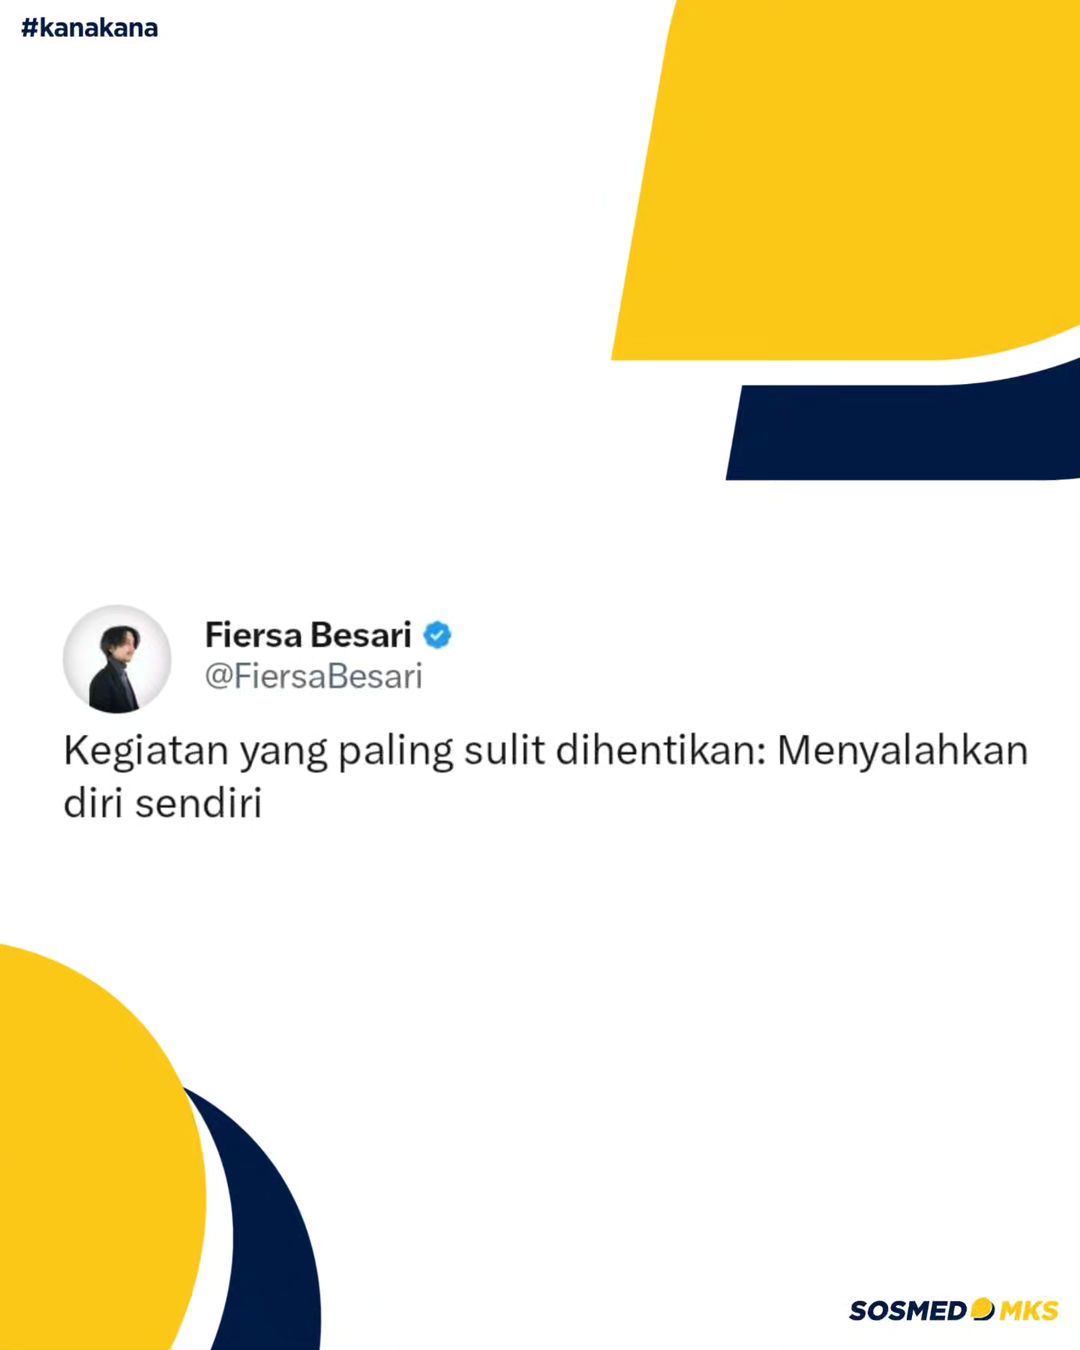 #kanakana
Fiersa Besari
@FiersaBesari
Kegiatan yang paling sulit dihentikan: Menyalahkan
diri sendiri
SOSMED MKS